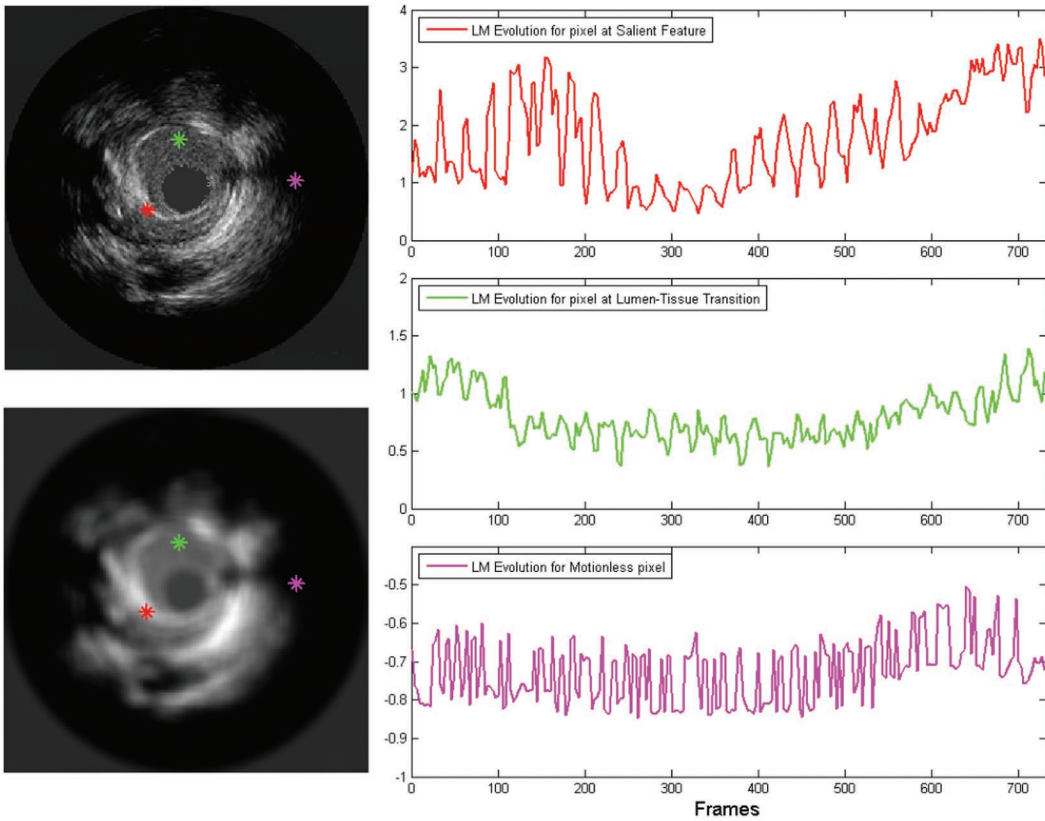 4
3
2
1
0
LM Evolution for pixel at Salient Feature
0 100 200 300 400 500 600 700
2
1.5
1
0.5
0
LM Evolution for pixel at Lumen-Tissue Transition
0 100 200 300 400 500 600 700
-0.5
-0.6
-0.7
-0.8
-0.9
-1
LM Evolution for Motionless pixel
0 100 200 300 400 500 600 700
Frames